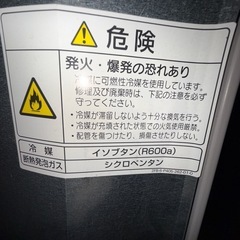 危険
発火・爆発の恐れあり
冷媒に可燃性冷媒を使用しています。
修理及び廃棄時は、下記の注意を必ず
守ってください。
・冷媒が滞留しないよう十分な換気を行う。
・冷媒が充填された状態での火気使用厳禁。
・配管を傷つけたり、損傷させたりしない。
冷媒 イソブタン(R600a)
断熱発泡ガス シクロペンタン